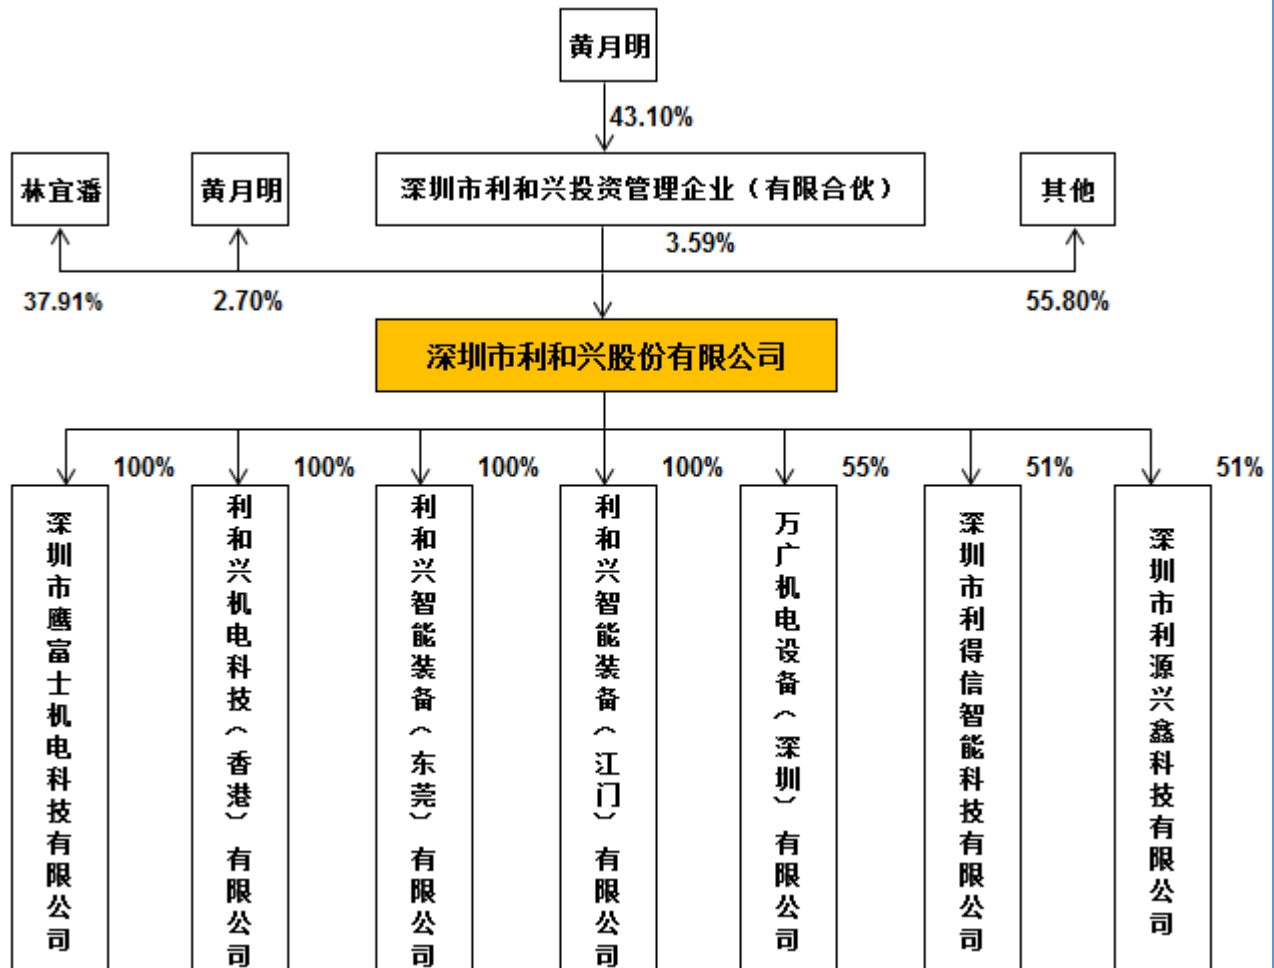 黄月明
43.10%
林宜潘
黄月明
深圳市利和兴投资管理企业（有限合伙）
其他
3.59%
37.91%
2.70%
55.80%
深圳市利和兴股份有限公司
100%
100%
100%
100%
55%
51%
51%
深圳市鹰富士机电科技有限公司
利和兴机电科技（香港）有限公司
利和兴智能装备（东莞）有限公司
利和兴智能装备（江门）有限公司
万广机电设备（深圳）有限公司
深圳市利得信智能科技有限公司
深圳市利源兴鑫科技有限公司